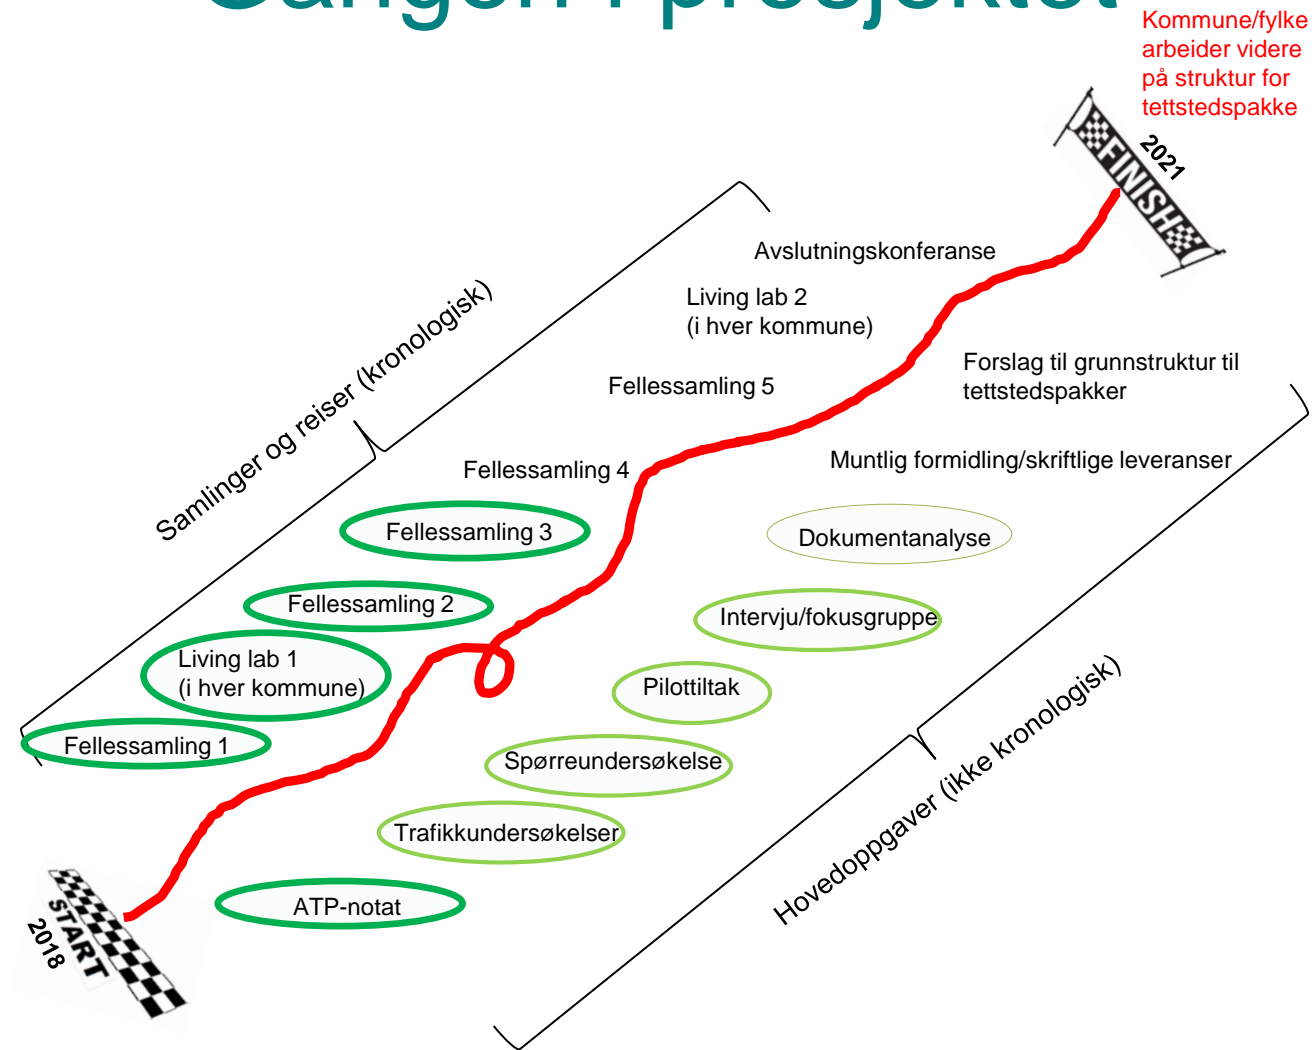 Gangen i prosjektet
Kommune/fylke
arbeider videre
på struktur for
tettstedspakke
2021
FINISH
Avslutningskonferanse
Living lab 2
(i hver kommune)
Samlinger og reiser (kronologisk)
Forslag til grunnstruktur til
tettstedspakker
Fellessamling 5
Muntlig formidling/skriftlige leveranser
Fellessamling 4
Fellessamling 3
Dokumentanalyse
Fellessamling 2
Intervju/fokusgruppe
Living lab 1
(i hver kommune)
Pilottiltak
Fellessamling 1
Spørreundersøkelse
Hovedoppgaver (ikke kronologisk)
Trafikkundersøkelser
ATP-notat
START
2018